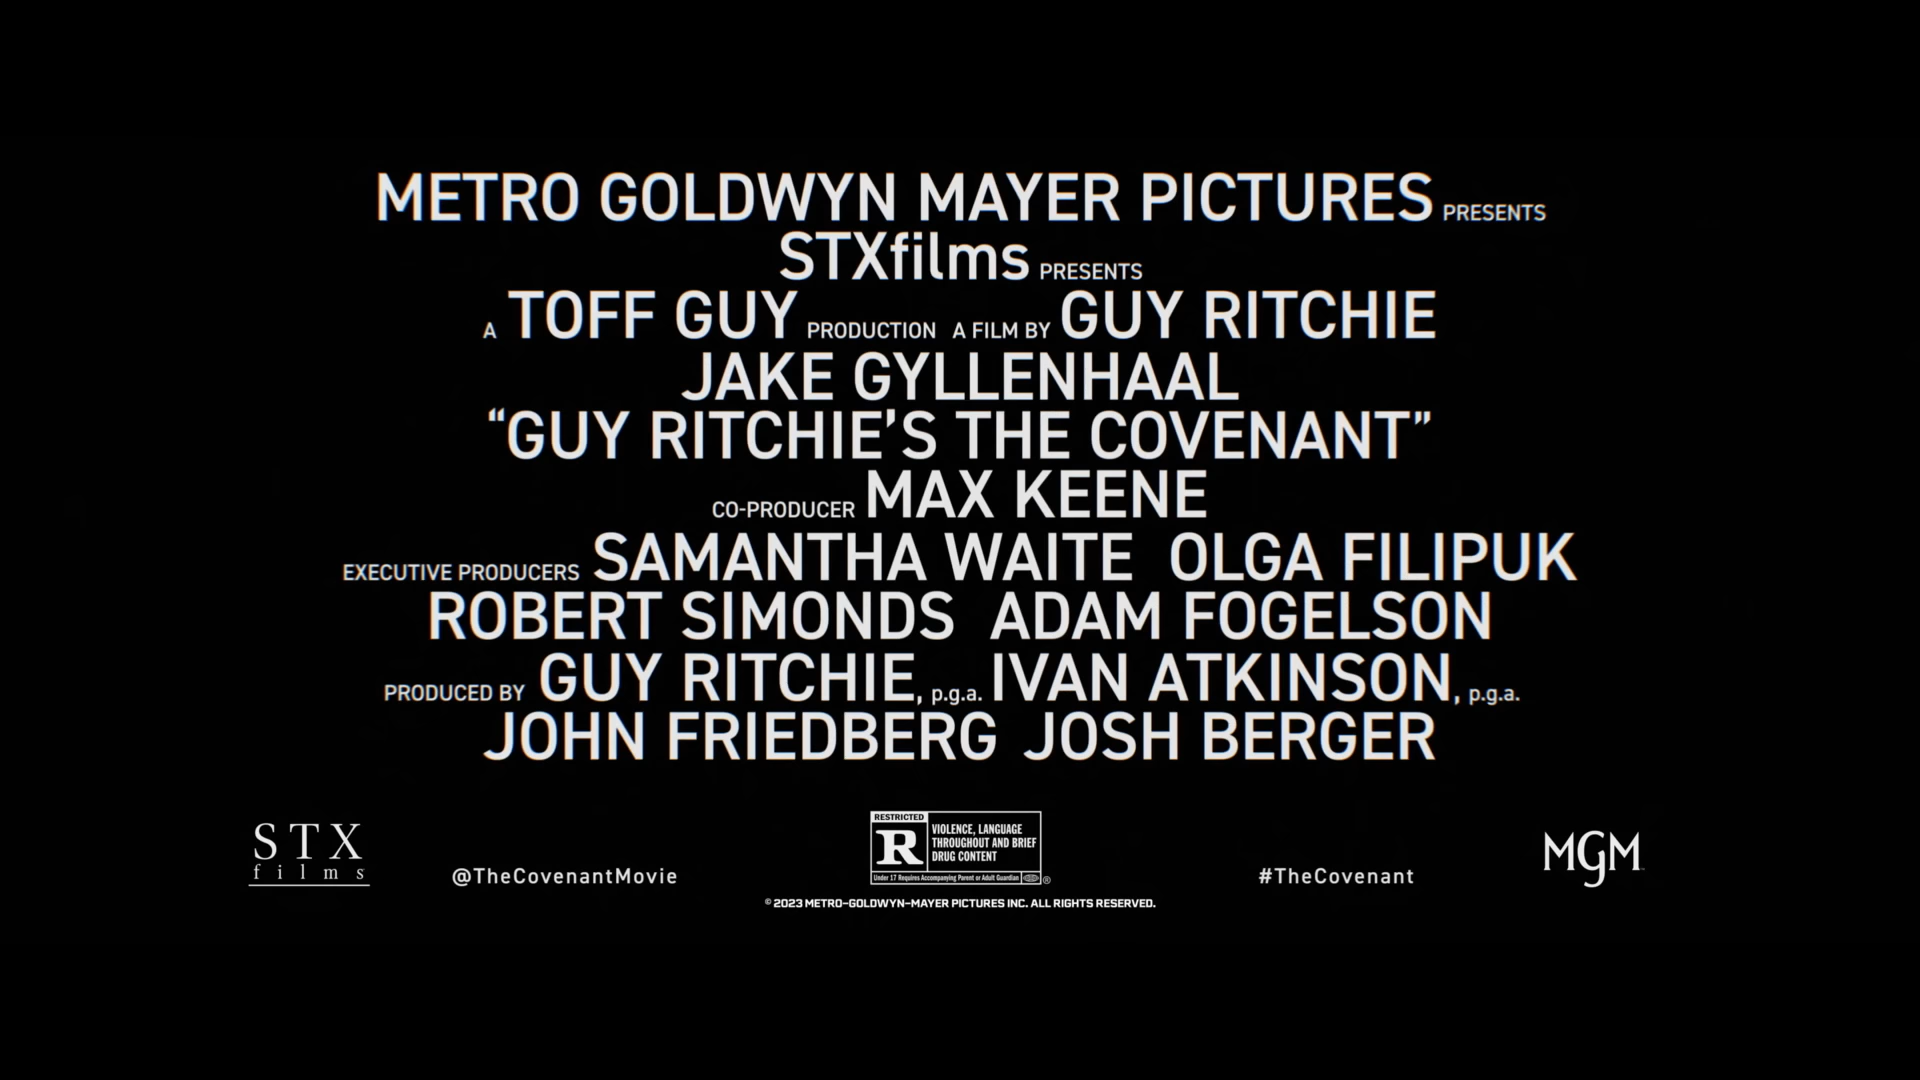 METRO GOLDWYN MAYER PICTURES PRESENTS
STXfilms PRESENTS
A TOFF GUY PRODUCTION A FILM BY GUY RITCHIE
JAKE GYLLENHAAL
“GUY RITCHIE’S THE COVENANT”
CO-PRODUCER MAX KEENE
EXECUTIVE PRODUCERS SAMANTHA WAITE OLGA FILIPUK
ROBERT SIMONDS ADAM FOGELSON
PRODUCED BY GUY RITCHIE, p.g.a. IVAN ATKINSON, p.g.a.
JOHN FRIEDBERG JOSH BERGER
STX
films
@TheCovenantMovie
RESTRICTED
R
VIOLENCE, LANGUAGE
THROUGHOUT AND BRIEF
DRUG CONTENT
Under 17 Requires Accompanying Parent or Adult Guardian
®
#TheCovenant
MGM
© 2023 METRO-GOLDWYN-MAYER PICTURES INC. ALL RIGHTS RESERVED.